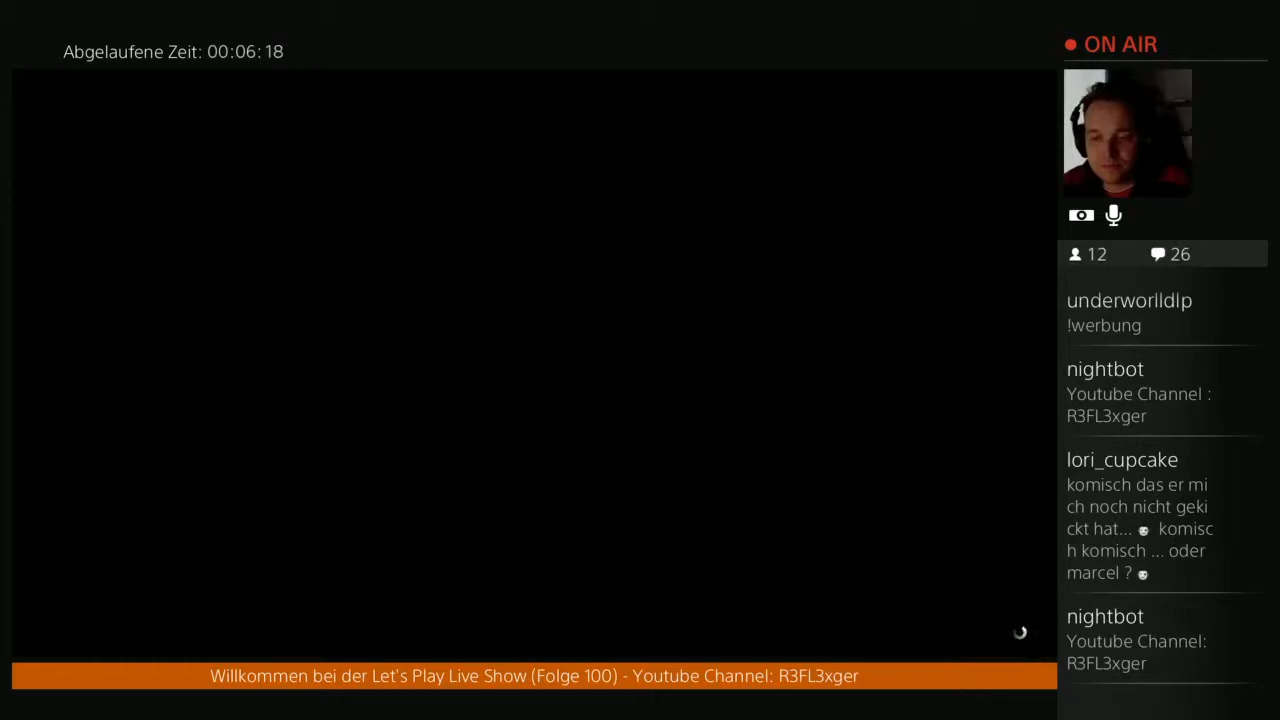 Abgelaufene Zeit: 00:06:18
ON AIR
12 26
underworlldlp
!werbung
nightbot
Youtube Channel :
R3FL3xger
lori_cupcake
komisch das er mi
ch noch nicht geki
ckt hat... komisc
h komisch ... oder
marcel ?
nightbot
Youtube Channel:
R3FL3xger
Willkommen bei der Let's Play Live Show (Folge 100) - Youtube Channel: R3FL3xger